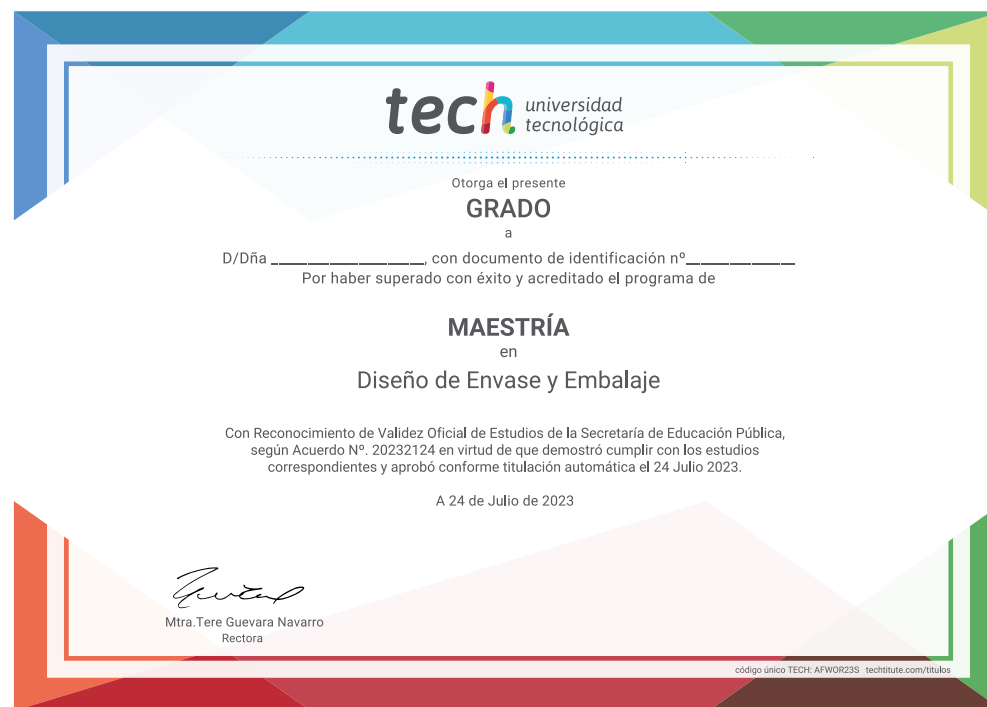 tech universidad
tecnológica
Otorga el presente
GRADO
a
D/Dña ____________________, con documento de identificación nº______________
Por haber superado con éxito y acreditado el programa de
MAESTRÍA
en
Diseño de Envase y Embalaje
Con Reconocimiento de Validez Oficial de Estudios de la Secretaría de Educación Pública,
según Acuerdo Nº. 20232124 en virtud de que demostró cumplir con los estudios
correspondientes y aprobó conforme titulación automática el 24 Julio 2023.
A 24 de Julio de 2023
Mtra.Tere Guevara Navarro
Rectora
código único TECH: AFWOR23S techtitute.com/titulos